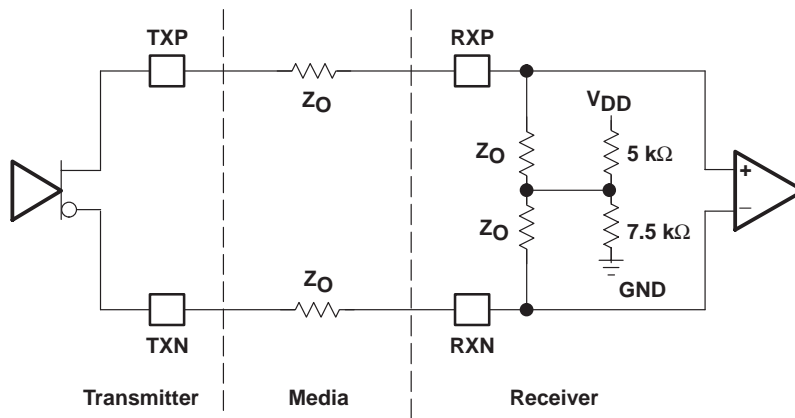 TXP
RXP
Z_O
V_DD
Z_O
5 kΩ
+
−
Z_O
7.5 kΩ
Z_O
GND
TXN
RXN
Transmitter
Media
Receiver